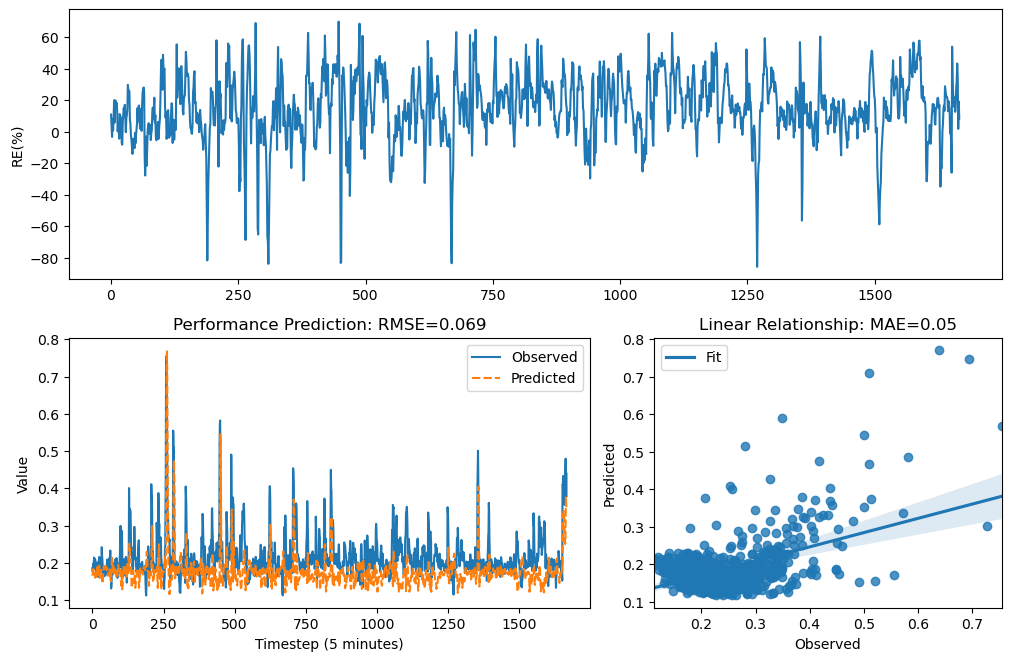 60
40
20
0
−20
−40
−60
−80
RE(%)
0 250 500 750 1000 1250 1500
Performance Prediction: RMSE=0.069
0.8
0.7
0.6
0.5
0.4
0.3
0.2
0.1
Value
Observed
Predicted
0 250 500 750 1000 1250 1500
Timestep (5 minutes)
Linear Relationship: MAE=0.05
0.8
0.7
0.6
0.5
0.4
0.3
0.2
0.1
Predicted
Fit
0.2 0.3 0.4 0.5 0.6 0.7
Observed